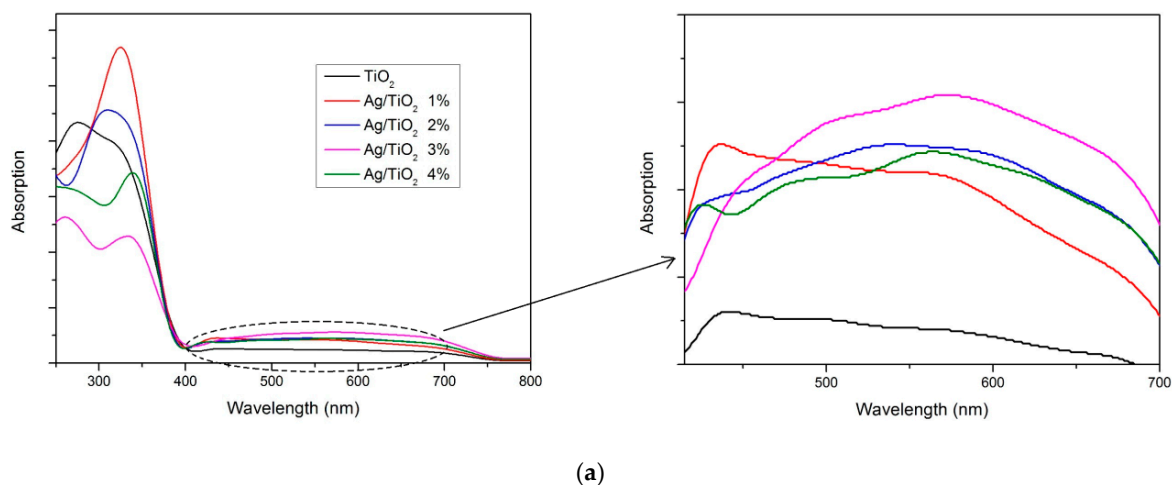 Absorption
TiO₂
Ag/TiO₂ 1%
Ag/TiO₂ 2%
Ag/TiO₂ 3%
Ag/TiO₂ 4%
300 400 500 600 700 800
Wavelength (nm)
Absorption
500 600 700
Wavelength (nm)
(a)